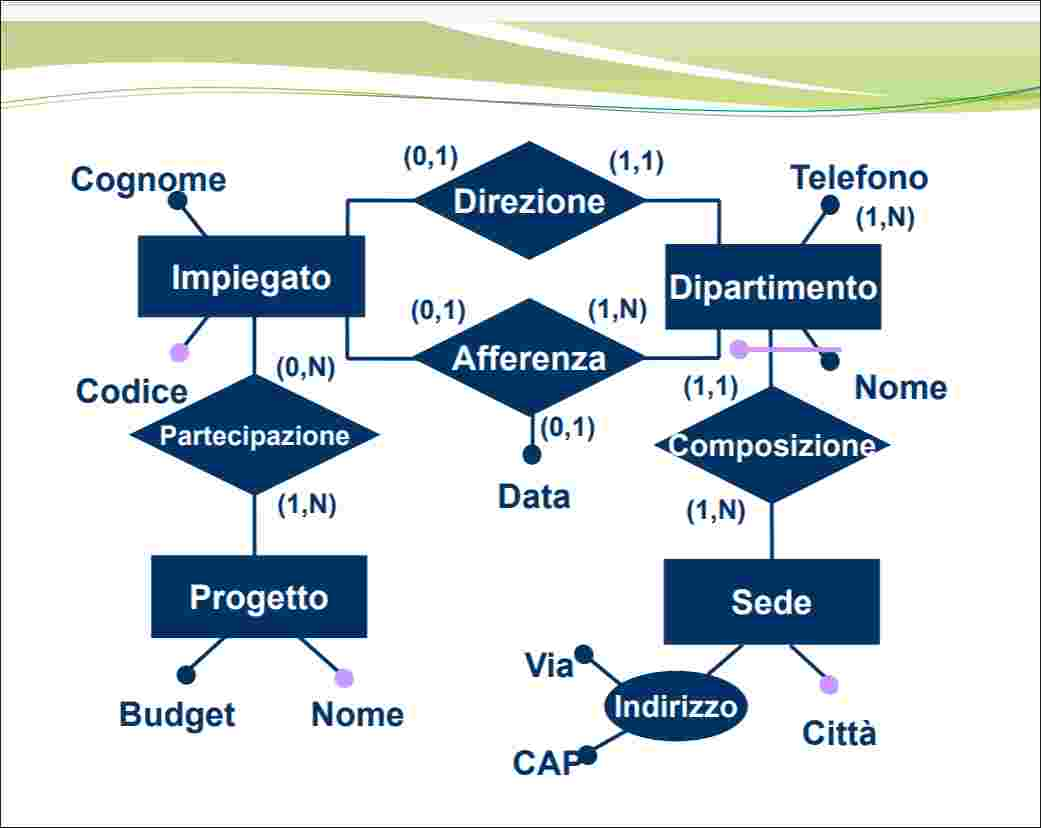 (0,1)
(1,1)
Cognome
Telefono
Direzione
(1,N)
Impiegato
Dipartimento
(0,1)
(1,N)
Afferenza
(0,N)
Codice
(1,1)
Nome
Partecipazione
(0,1)
Composizione
Data
(1,N)
(1,N)
Progetto
Sede
Via
Indirizzo
Budget
Nome
Città
CAP